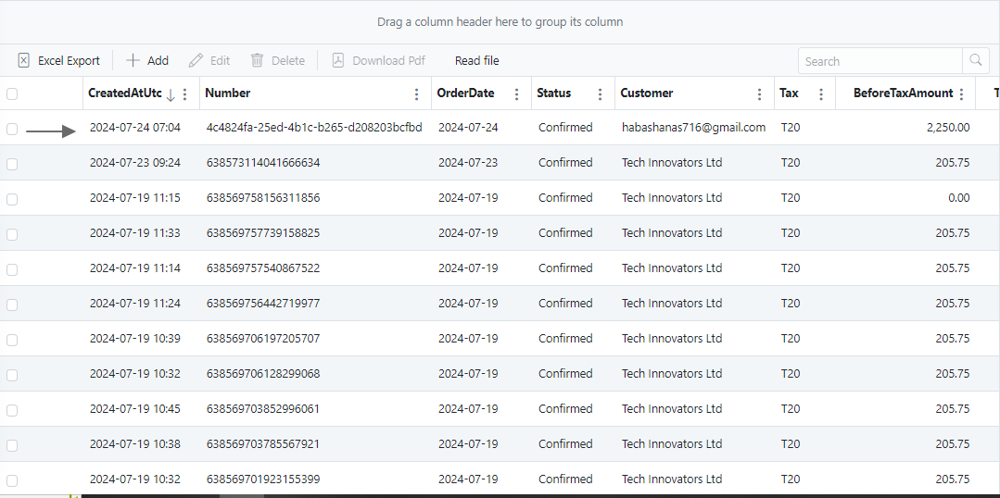 Drag a column header here to group its column
Excel Export Add Edit Delete Download Pdf Read file Search
CreatedAtUtc Number OrderDate Status Customer Tax BeforeTaxAmount T
2024-07-24 07:04 4c4824fa-25ed-4b1c-b265-d208203bcfbd 2024-07-24 Confirmed habashanas716@gmail.com T20 2,250.00
2024-07-23 09:24 638573114041666634 2024-07-23 Confirmed Tech Innovators Ltd T20 205.75
2024-07-19 11:15 638569758156311856 2024-07-19 Confirmed Tech Innovators Ltd T20 0.00
2024-07-19 11:33 638569757739158825 2024-07-19 Confirmed Tech Innovators Ltd T20 205.75
2024-07-19 11:14 638569757540867522 2024-07-19 Confirmed Tech Innovators Ltd T20 205.75
2024-07-19 11:24 638569756442719977 2024-07-19 Confirmed Tech Innovators Ltd T20 205.75
2024-07-19 10:39 638569706197205707 2024-07-19 Confirmed Tech Innovators Ltd T20 205.75
2024-07-19 10:32 638569706128299068 2024-07-19 Confirmed Tech Innovators Ltd T20 205.75
2024-07-19 10:45 638569703852996061 2024-07-19 Confirmed Tech Innovators Ltd T20 205.75
2024-07-19 10:38 638569703785567921 2024-07-19 Confirmed Tech Innovators Ltd T20 205.75
2024-07-19 10:32 638569701923155399 2024-07-19 Confirmed Tech Innovators Ltd T20 205.75